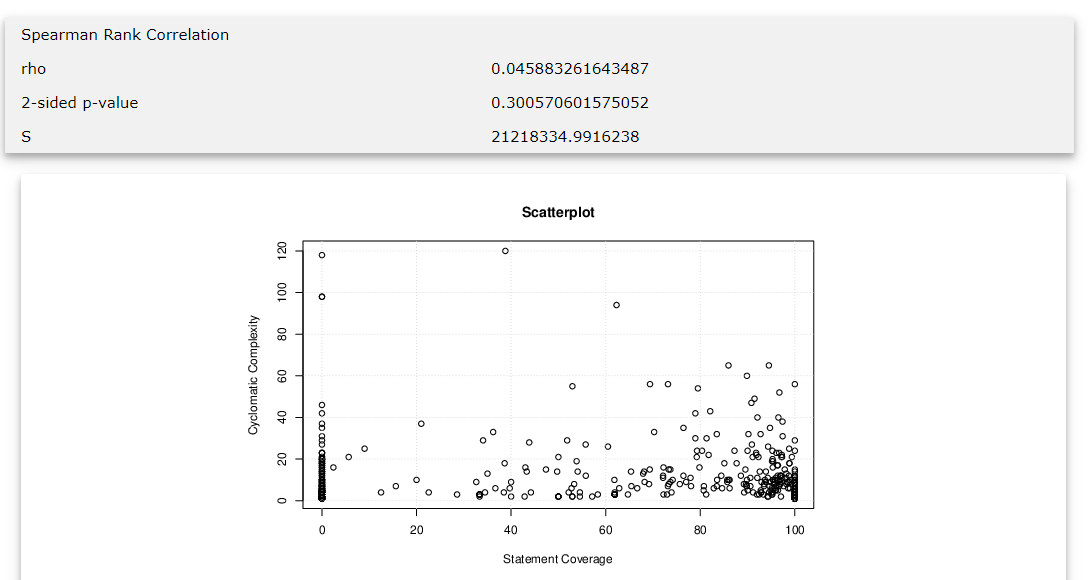 Spearman Rank Correlation
rho 0.045883261643487
2-sided p-value 0.300570601575052
S 21218334.9916238
Scatterplot
120
100
80
60
40
20
0
Cyclomatic Complexity
0 20 40 60 80 100
Statement Coverage